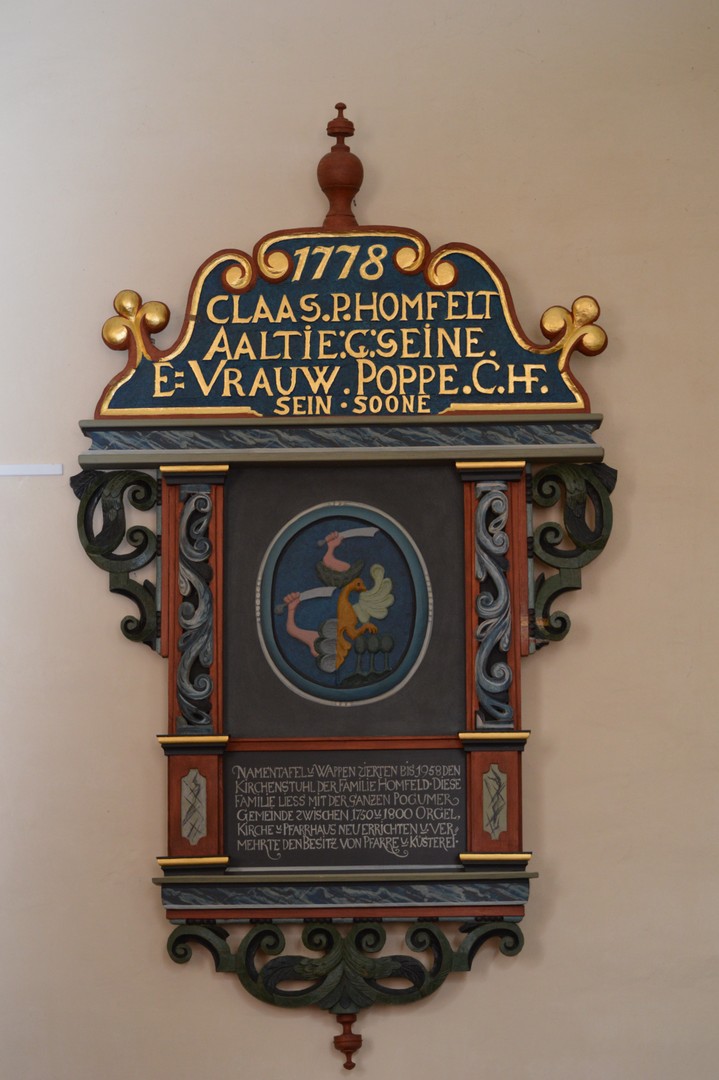 1778
CLAAS.P.HOMFELT
AALTIE:G:SEINE.
E:VRAUW.POPPE.C.HF.
SEIN·SOONE
NAMENTAFEL U. WAPPEN ZIERTEN BIS 1958 DEN
KIRCHENSTUHL DER FAMILIE HOMFELD·DIESE
FAMILIE LIESS MIT DER GANZEN POGUMER
GEMEINDE ZWISCHEN 1750 U. 1800 ORGEL,
KIRCHE U. PFARRHAUS NEU ERRICHTEN U. VER
MEHRTE DEN BESITZ VON PFARRE U. KÜSTEREI·